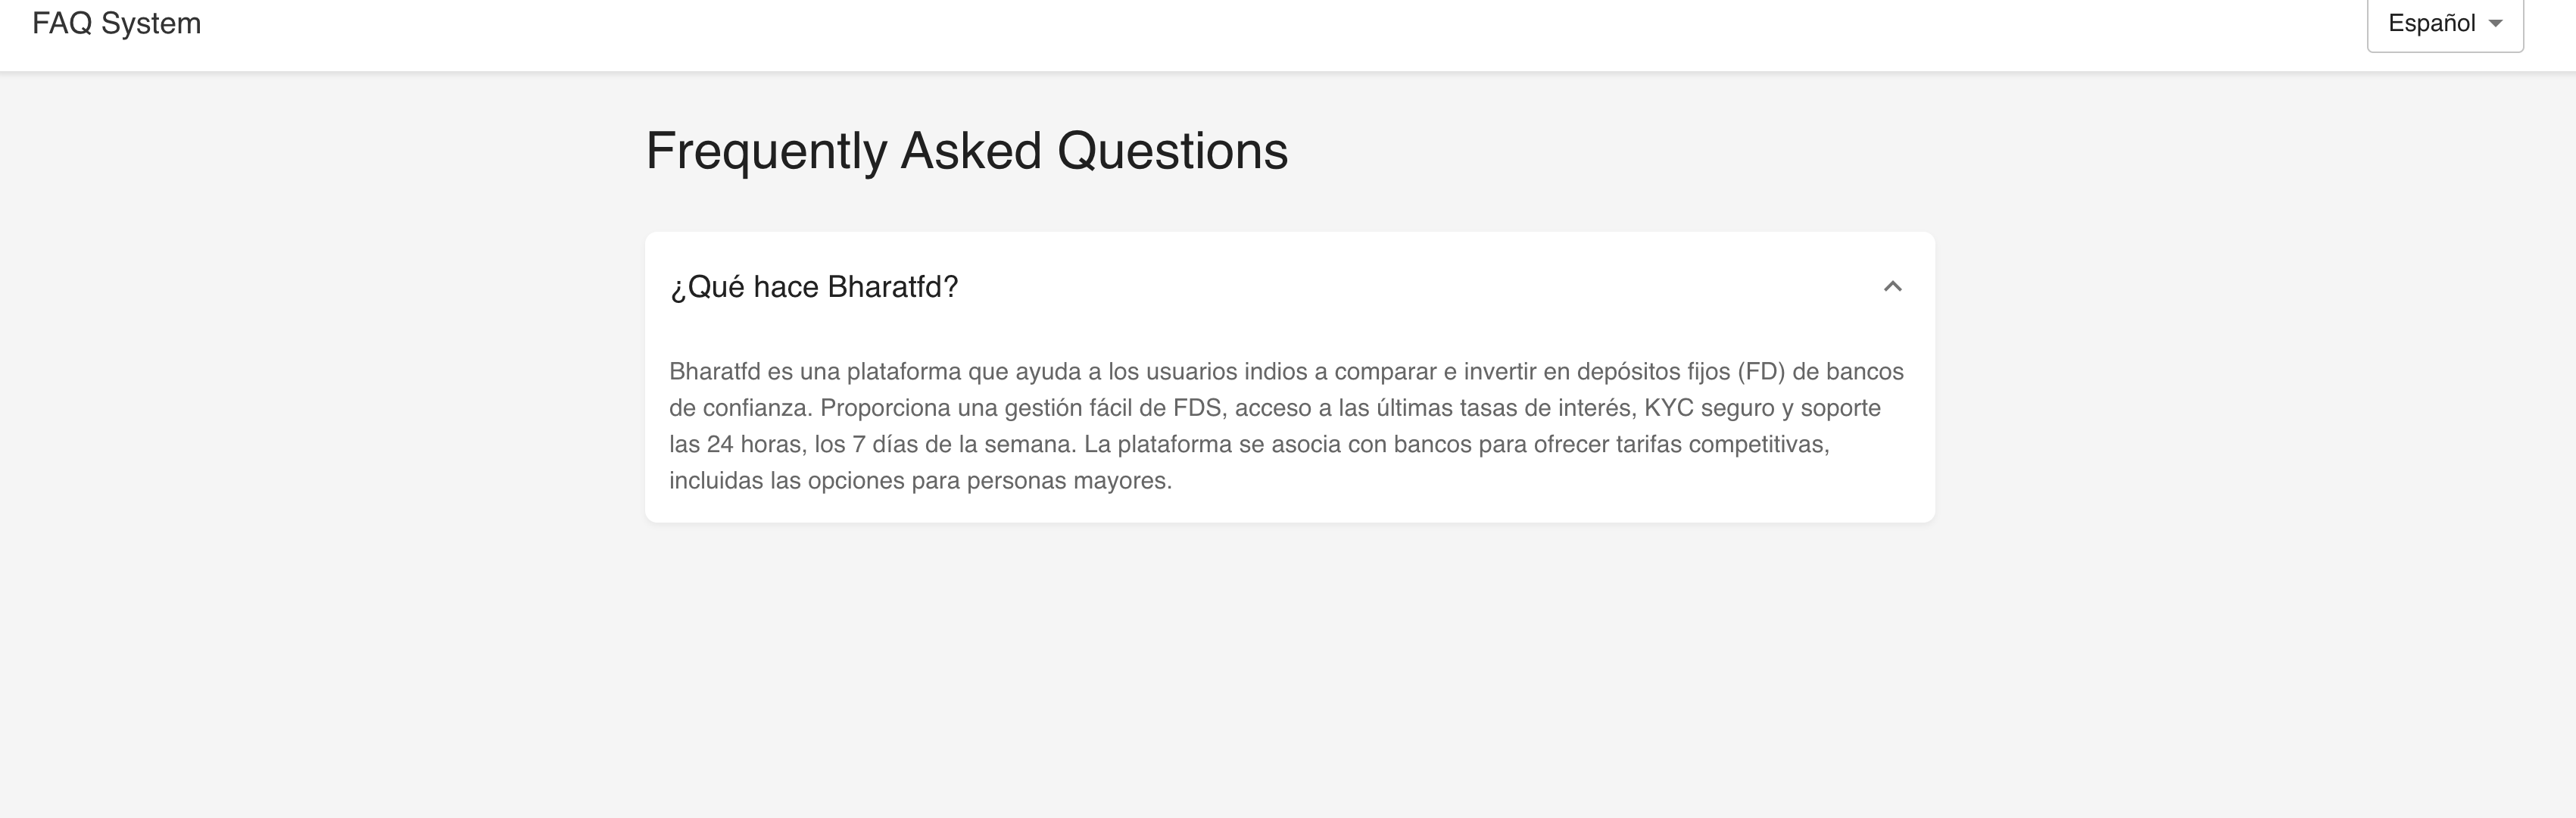 FAQ System
Español
Frequently Asked Questions
¿Qué hace Bharatfd?
Bharatfd es una plataforma que ayuda a los usuarios indios a comparar e invertir en depósitos fijos (FD) de bancos
de confianza. Proporciona una gestión fácil de FDS, acceso a las últimas tasas de interés, KYC seguro y soporte
las 24 horas, los 7 días de la semana. La plataforma se asocia con bancos para ofrecer tarifas competitivas,
incluidas las opciones para personas mayores.